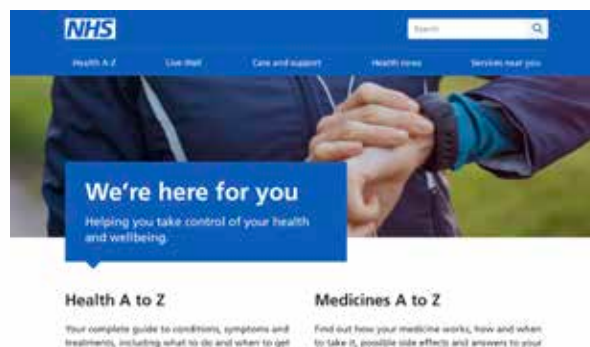 NHS
Search
Health A-Z
Live Well
Care and support
Health news
Services near you
We're here for you
Helping you take control of your health
and wellbeing.
Health A to Z
Medicines A to Z
Your complete guide to conditions, symptoms and
treatments, including what to do and when to get
Find out how your medicine works, how and when
to take it, possible side effects and answers to your